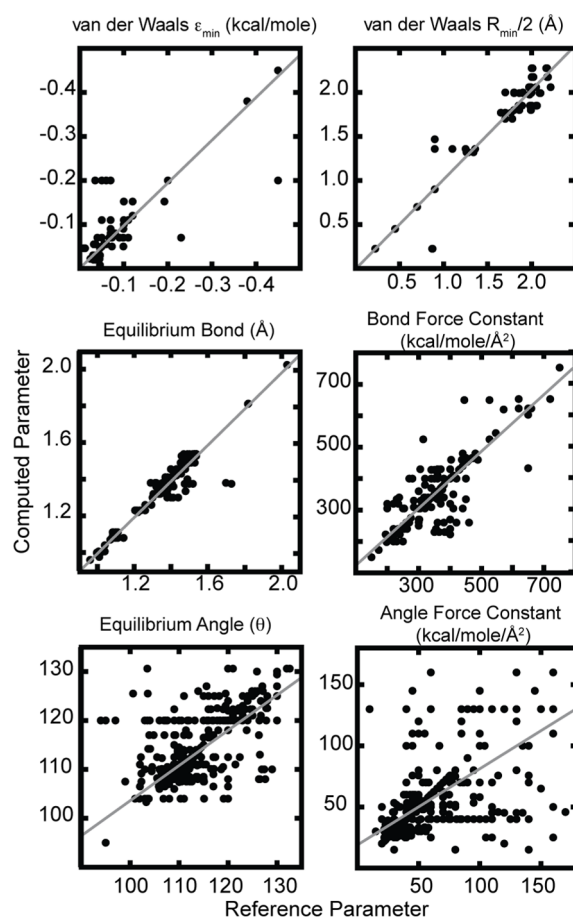 van der Waals ε_min (kcal/mole)
van der Waals R_min/2 (Å)
-0.4
-0.3
-0.2
-0.1
-0.1 -0.2 -0.3 -0.4
2.0
1.5
1.0
0.5
0.5 1.0 1.5 2.0
Equilibrium Bond (Å)
Bond Force Constant
(kcal/mole/Å²)
2.0
1.6
1.2
1.2 1.6 2.0
700
500
300
300 500 700
Computed Parameter
Equilibrium Angle (θ)
Angle Force Constant
(kcal/mole/Å²)
130
120
110
100
100 110 120 130
150
100
50
50 100 150
Reference Parameter